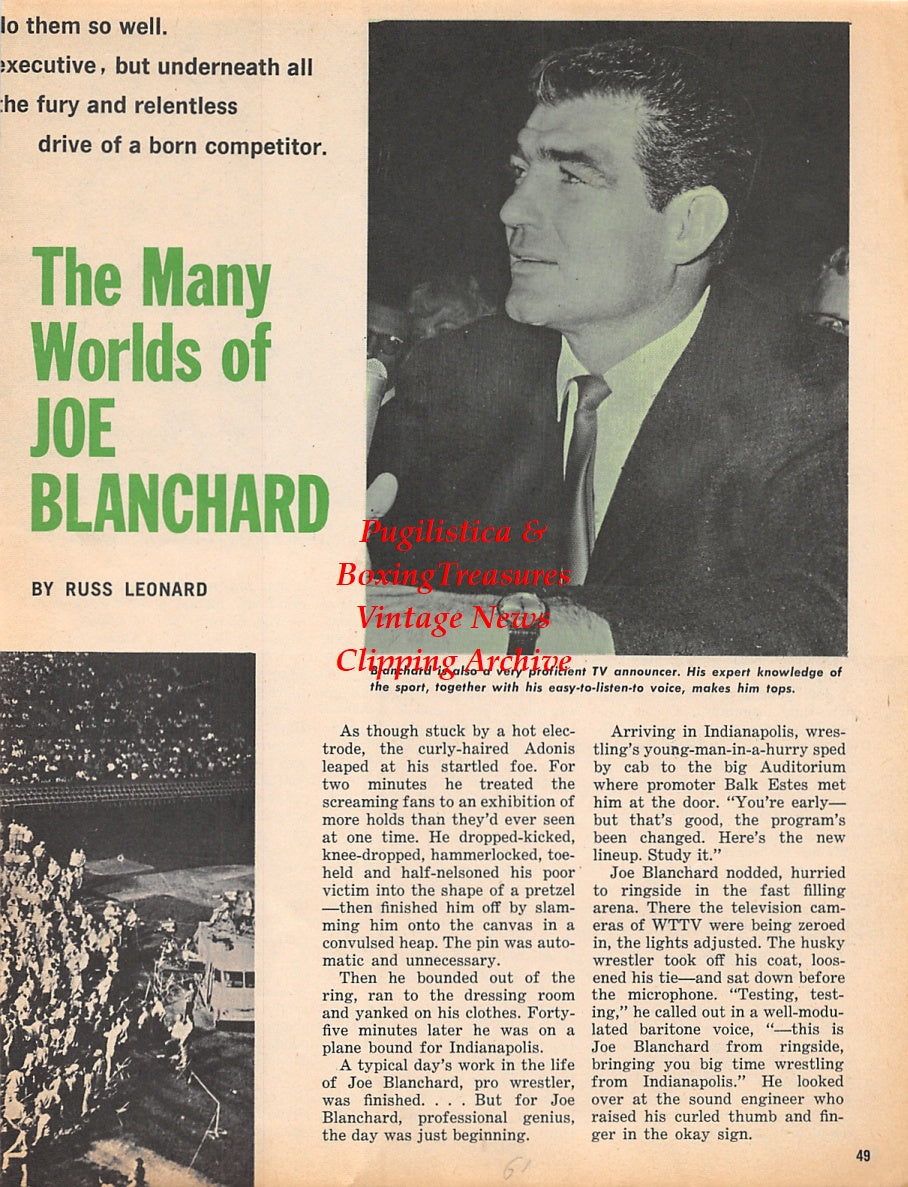 do them so well.
executive, but underneath all
the fury and relentless
drive of a born competitor.
The Many
Worlds of
JOE
BLANCHARD
BY RUSS LEONARD
Pugilistica &
BoxingTreasures
Vintage News
Clipping Archive
Blanchard is also a very proficient TV announcer. His expert knowledge of
the sport, together with his easy-to-listen-to voice, makes him tops.
As though stuck by a hot elec-
trode, the curly-haired Adonis
leaped at his startled foe. For
two minutes he treated the
screaming fans to an exhibition of
more holds than they'd ever seen
at one time. He dropped-kicked,
knee-dropped, hammerlocked, toe-
held and half-nelsoned his poor
victim into the shape of a pretzel
—then finished him off by slam-
ming him onto the canvas in a
convulsed heap. The pin was auto-
matic and unnecessary.
Then he bounded out of the
ring, ran to the dressing room
and yanked on his clothes. Forty-
five minutes later he was on a
plane bound for Indianapolis.
A typical day's work in the life
of Joe Blanchard, pro wrestler,
was finished. . . . But for Joe
Blanchard, professional genius,
the day was just beginning.
Arriving in Indianapolis, wres-
tling's young-man-in-a-hurry sped
by cab to the big Auditorium
where promoter Balk Estes met
him at the door. "You're early—
but that's good, the program's
been changed. Here's the new
lineup. Study it."
Joe Blanchard nodded, hurried
to ringside in the fast filling
arena. There the television cam-
eras of WTTV were being zeroed
in, the lights adjusted. The husky
wrestler took off his coat, loos-
ened his tie—and sat down before
the microphone. "Testing, test-
ing," he called out in a well-modu-
lated baritone voice, "—this is
Joe Blanchard from ringside,
bringing you big time wrestling
from Indianapolis." He looked
over at the sound engineer who
raised his curled thumb and fin-
ger in the okay sign.
49
61